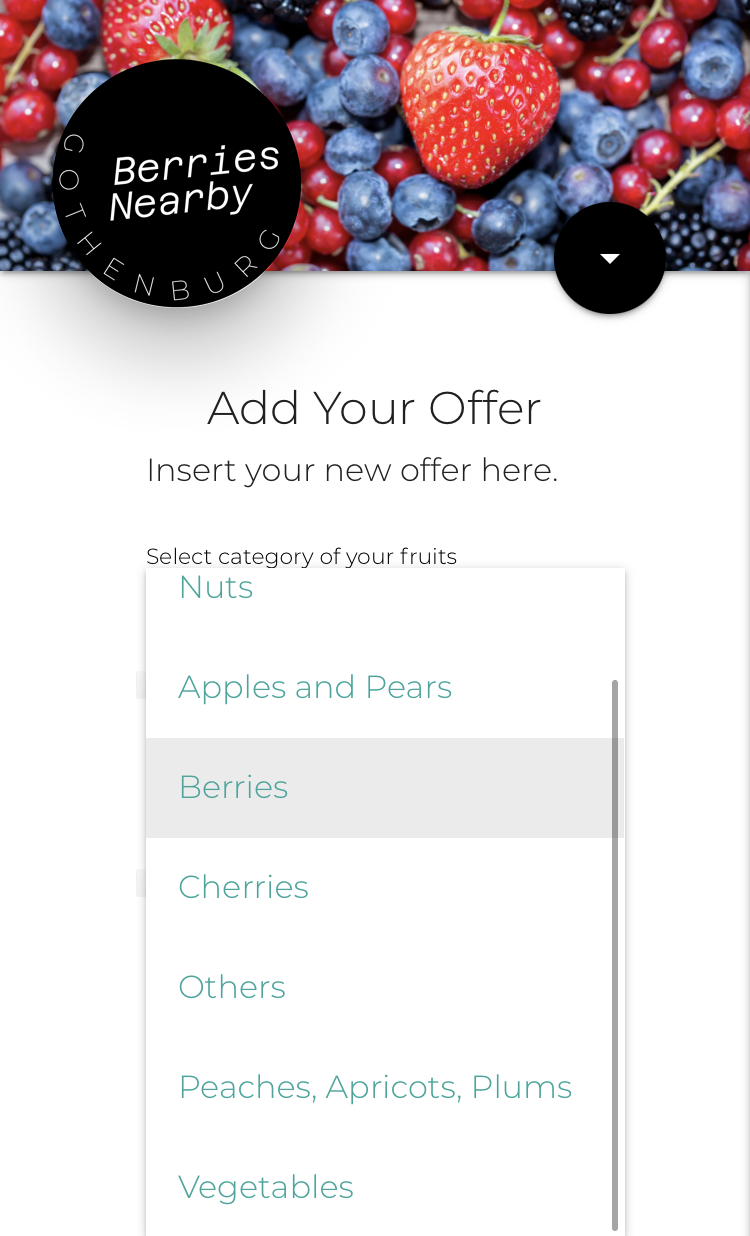 Berries
Nearby
GOTHENBURG
Add Your Offer
Insert your new offer here.
Select category of your fruits
Nuts
Apples and Pears
Berries
Cherries
Others
Peaches, Apricots, Plums
Vegetables